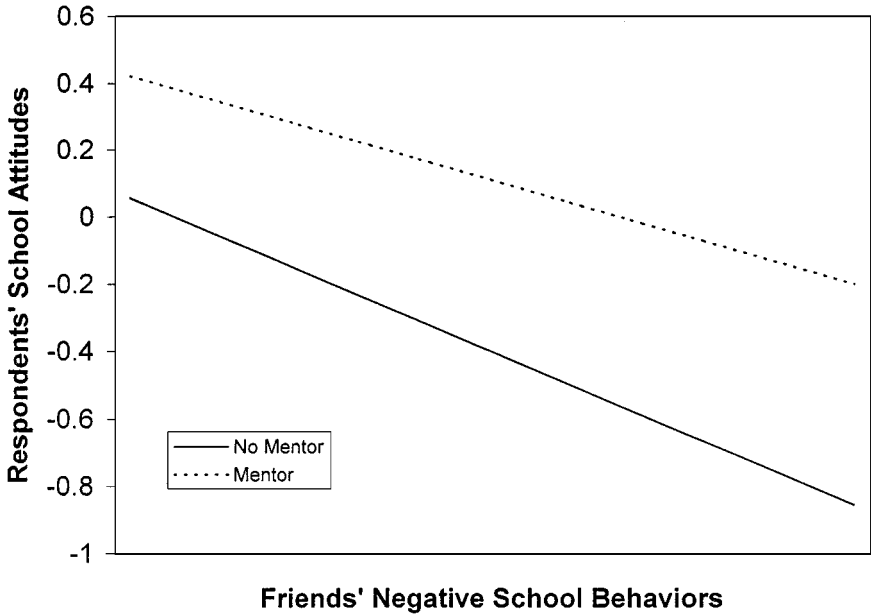 0.6
0.4
0.2
0
-0.2
-0.4
-0.6
-0.8
-1
Respondents' School Attitudes
No Mentor
Mentor
Friends' Negative School Behaviors